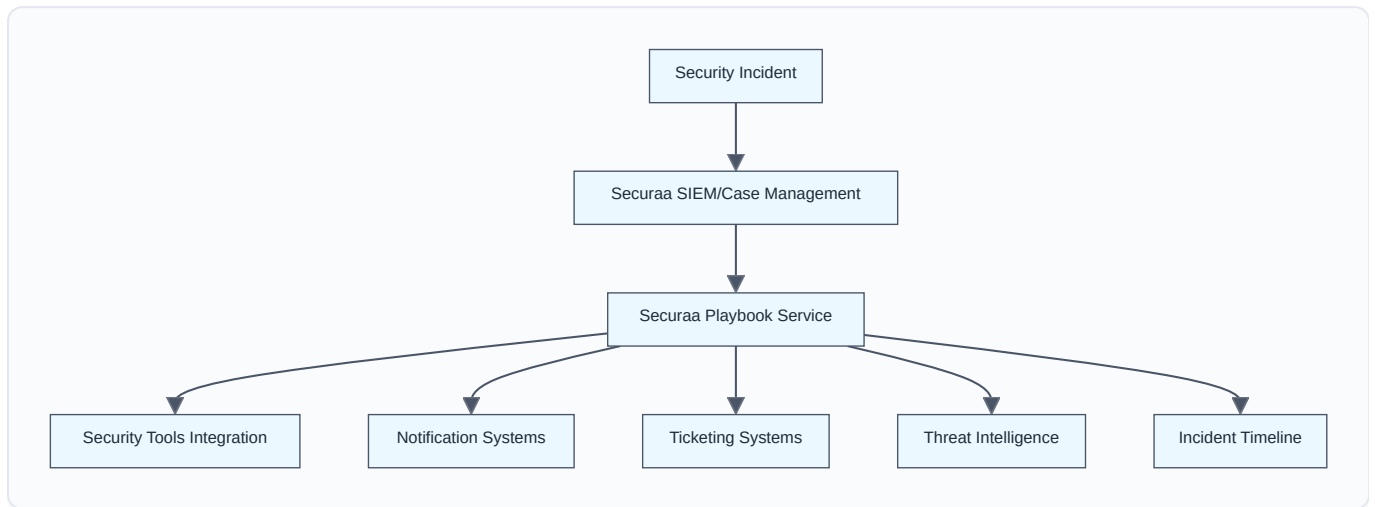 Security Incident
Securaa SIEM/Case Management
Securaa Playbook Service
Security Tools Integration
Notification Systems
Ticketing Systems
Threat Intelligence
Incident Timeline